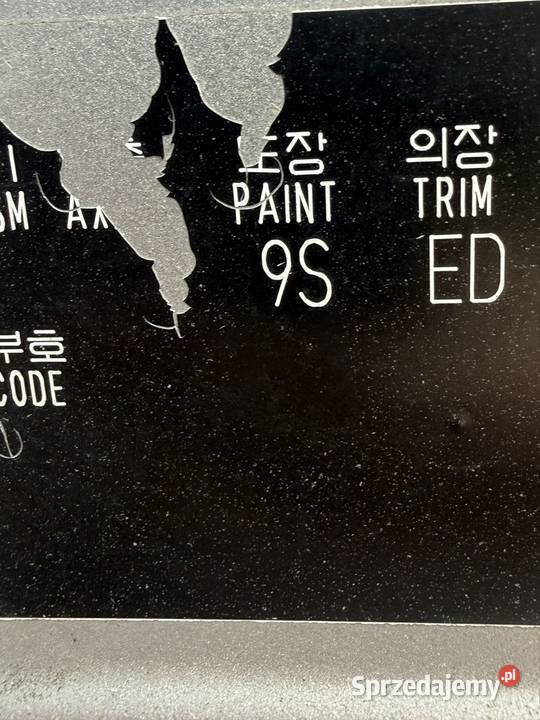 도장 의장
PAINT TRIM
9S ED
부호
CODE
Sprzedajemy.pl